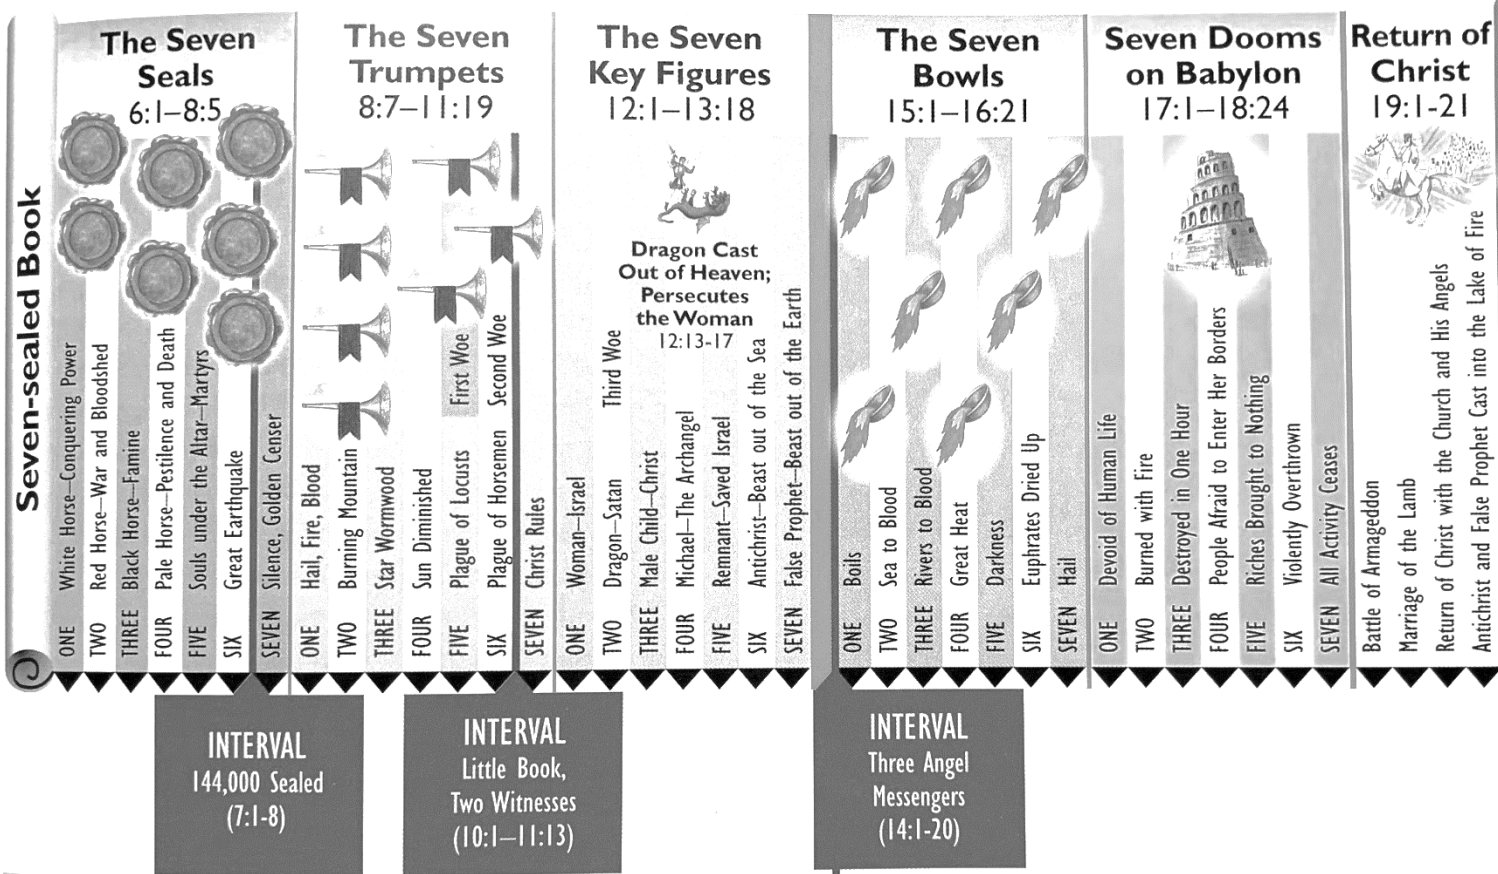 Seven-sealed Book
The Seven
Seals
6:1–8:5
ONE White Horse—Conquering Power
TWO Red Horse—War and Bloodshed
THREE Black Horse—Famine
FOUR Pale Horse—Pestilence and Death
FIVE Souls under the Altar—Martyrs
SIX Great Earthquake
SEVEN Silence, Golden Censer
The Seven
Trumpets
8:7–11:19
ONE Hail, Fire, Blood
TWO Burning Mountain
THREE Star Wormwood
FOUR Sun Diminished
FIVE Plague of Locusts First Woe
SIX Plague of Horsemen Second Woe
SEVEN Christ Rules
The Seven
Key Figures
12:1–13:18
Dragon Cast
Out of Heaven;
Persecutes
the Woman
12:13-17
ONE Woman—Israel
TWO Dragon—Satan Third Woe
THREE Male Child—Christ
FOUR Michael—The Archangel
FIVE Remnant—Saved Israel
SIX Antichrist—Beast out of the Sea
SEVEN False Prophet—Beast out of the Earth
The Seven
Bowls
15:1–16:21
ONE Boils
TWO Sea to Blood
THREE Rivers to Blood
FOUR Great Heat
FIVE Darkness
SIX Euphrates Dried Up
SEVEN Hail
Seven Dooms
on Babylon
17:1–18:24
ONE Devoid of Human Life
TWO Burned with Fire
THREE Destroyed in One Hour
FOUR People Afraid to Enter Her Borders
FIVE Riches Brought to Nothing
SIX Violently Overthrown
SEVEN All Activity Ceases
Return of
Christ
19:1-21
Battle of Armageddon
Marriage of the Lamb
Return of Christ with the Church and His Angels
Antichrist and False Prophet Cast into the Lake of Fire
INTERVAL
144,000 Sealed
(7:1-8)
INTERVAL
Little Book,
Two Witnesses
(10:1–11:13)
INTERVAL
Three Angel
Messengers
(14:1-20)